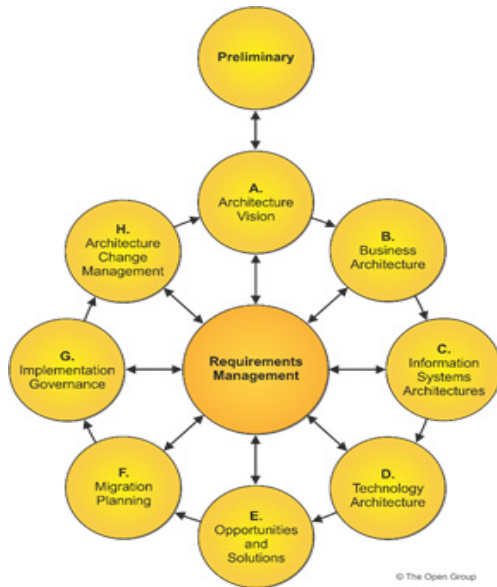 Preliminary
A.
Architecture
Vision
B.
Business
Architecture
C.
Information
Systems
Architectures
D.
Technology
Architecture
E.
Opportunities
and
Solutions
F.
Migration
Planning
G.
Implementation
Governance
H.
Architecture
Change
Management
Requirements
Management
© The Open Group